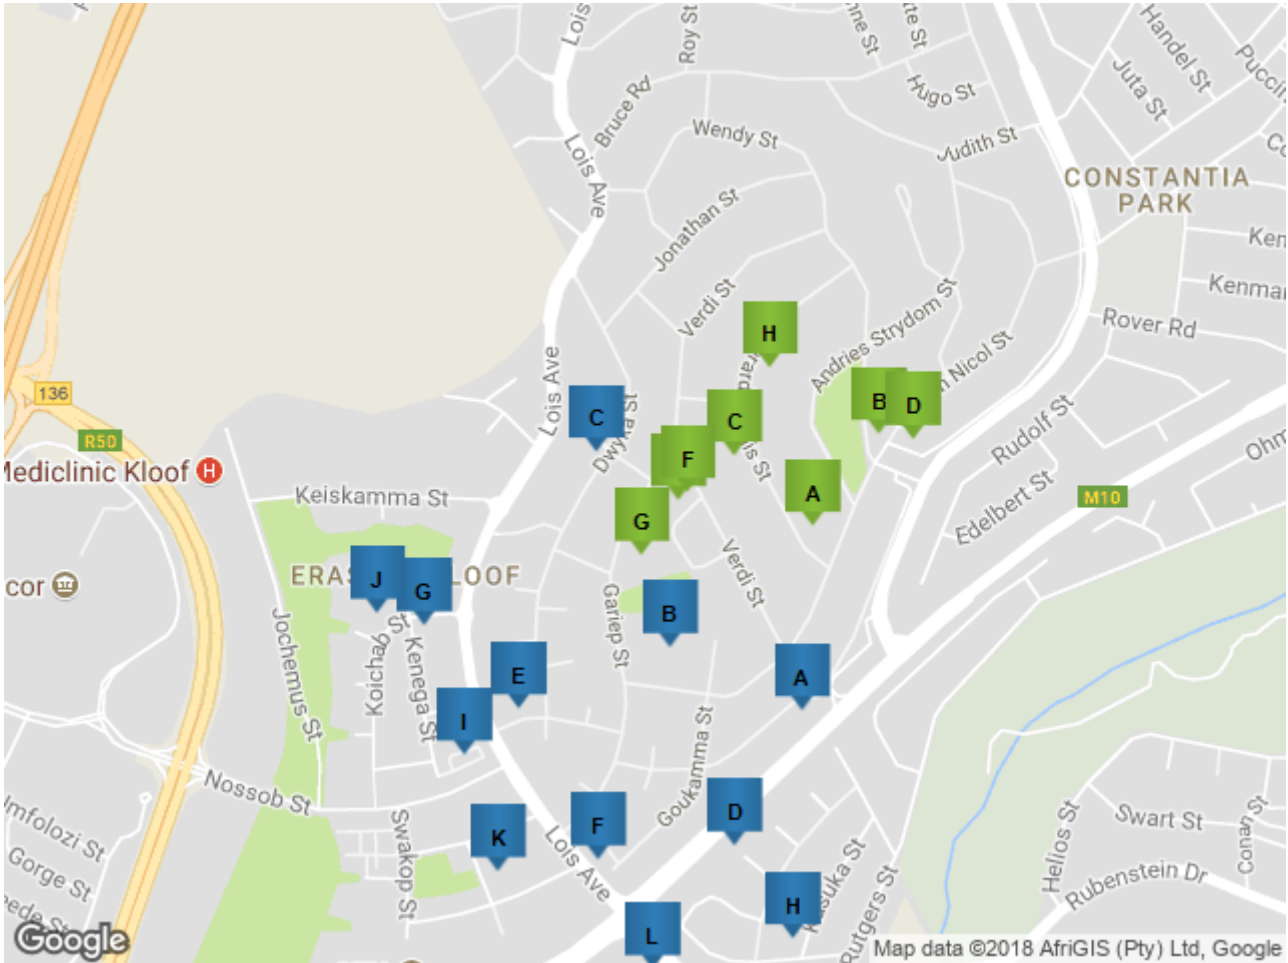 Lois
Roy St
Hugo St
Handel St
Juta St
Bruce Rd
Wendy St
Judith St
Lois Ave
CONSTANTIA
PARK
Jonathan St
Verdi St
Andries Strydom St
Rover Rd
H
136
Lois Ave
C
Dwyka St
C
B
D
Nicol St
Rudolf St
R50
Mediclinic Kloof
H
F
Keiskamma St
G
A
Edelbert St
M10
J
G
B
Verdi St
Gariep St
Jochemus St
Koichab St
Kenega St
E
A
I
Goukamma St
Nossob St
Umfolozi St
Gorge St
Swakop St
K
F
D
Lois Ave
H
L
Rutgers St
Helios St
Swart St
Conan St
Rubenstein Dr
Google
Map data ©2018 AfriGIS (Pty) Ltd, Google